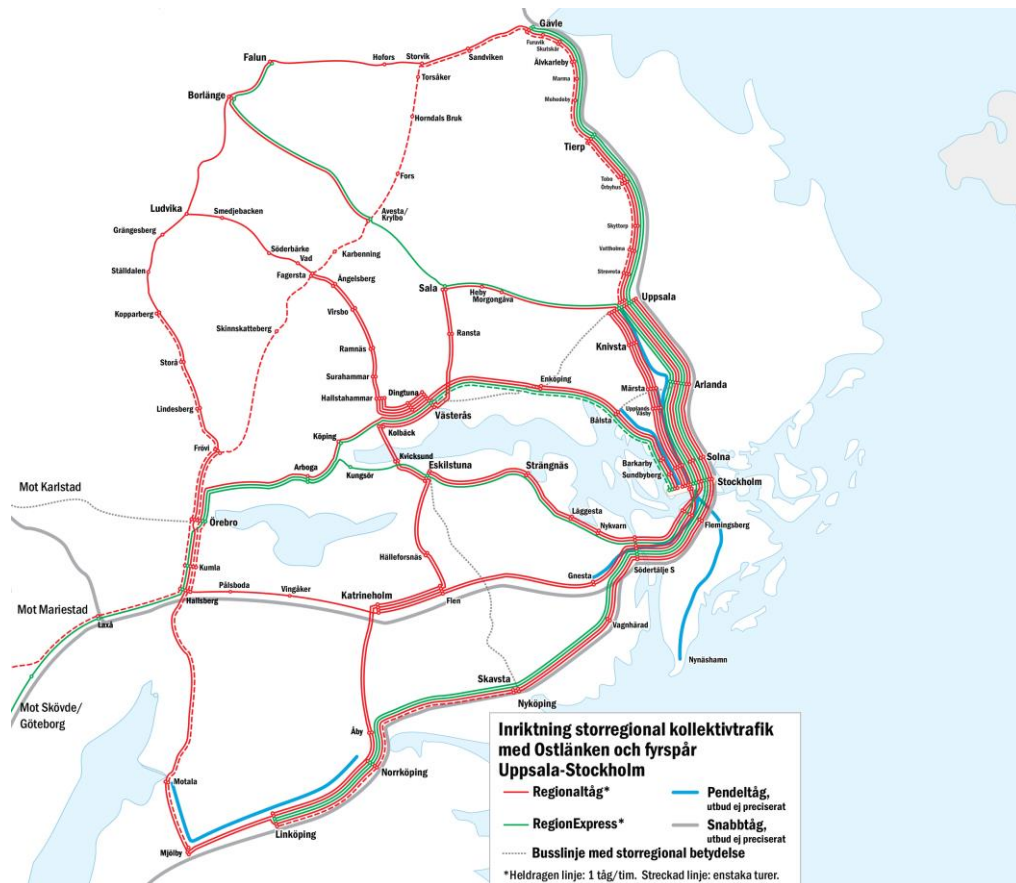 Gävle
Furuvik
Skutskär
Älvkarleby
Marma
Mehedeby
Hofors
Storvik
Sandviken
Falun
Torsåker
Borlänge
Horndals Bruk
Tierp
Fors
Tobo
Örbyhus
Ludvika
Smedjebacken
Avesta/
Krylbo
Grängesberg
Skyttorp
Söderbärke
Vad
Karbenning
Vattholma
Ställdalen
Fagersta
Ängelsberg
Storvreta
Sala
Heby
Morgongåva
Uppsala
Kopparberg
Virsbo
Skinnskatteberg
Ransta
Knivsta
Ramnäs
Storå
Surahammar
Enköping
Märsta
Arlanda
Dingtuna
Hallstahammar
Västerås
Upplands
Väsby
Lindesberg
Bålsta
Kolbäck
Köping
Frövi
Kvicksund
Solna
Barkarby
Arboga
Kungsör
Eskilstuna
Strängnäs
Sundbyberg
Stockholm
Mot Karlstad
Örebro
Läggesta
Nykvarn
Flemingsberg
Hälleforsnäs
Kumla
Gnesta
Södertälje S
Pålsboda
Vingåker
Katrineholm
Flen
Hallsberg
Mot Mariestad
Laxå
Vagnhärad
Nynäshamn
Skavsta
Nyköping
Mot Skövde/
Göteborg
Åby
Norrköping
Motala
Linköping
Mjölby
Inriktning storregional kollektivtrafik
med Ostlänken och fyrspår
Uppsala-Stockholm
Regionaltåg*
Pendeltåg,
utbud ej preciserat
RegionExpress*
Snabbtåg,
utbud ej preciserat
Busslinje med storregional betydelse
*Heldragen linje: 1 tåg/tim. Streckad linje: enstaka turer.